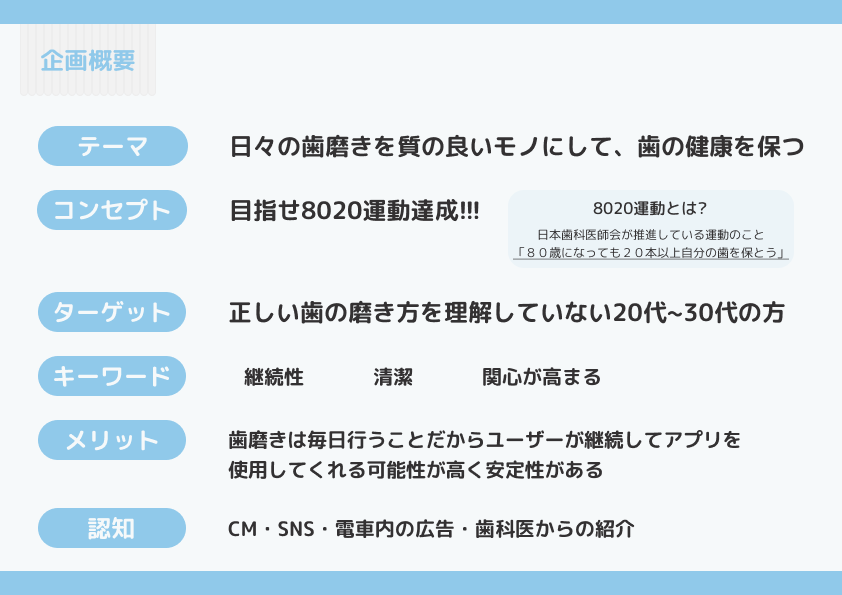 企画概要
テーマ
日々の歯磨きを質の良いモノにして、歯の健康を保つ
コンセプト
目指せ8020運動達成!!!
8020運動とは?
日本歯科医師会が推進している運動のこと
「８０歳になっても２０本以上自分の歯を保とう」
ターゲット
正しい歯の磨き方を理解していない20代~30代の方
キーワード
継続性 清潔 関心が高まる
メリット
歯磨きは毎日行うことだからユーザーが継続してアプリを
使用してくれる可能性が高く安定性がある
認知
CM・SNS・電車内の広告・歯科医からの紹介